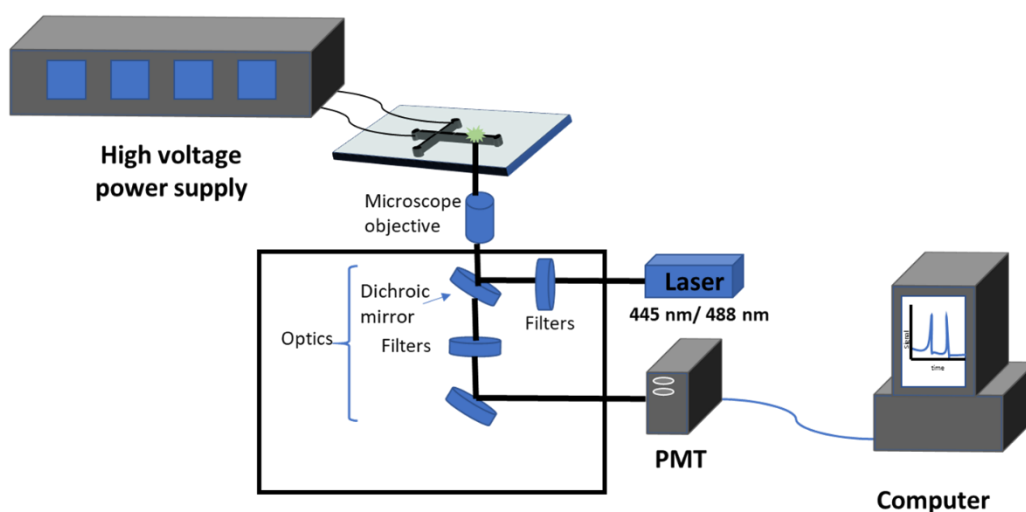 High voltage
power supply
Microscope
objective
Laser
445 nm/ 488 nm
Dichroic
mirror
Filters
Optics
Filters
Signal
time
PMT
Computer